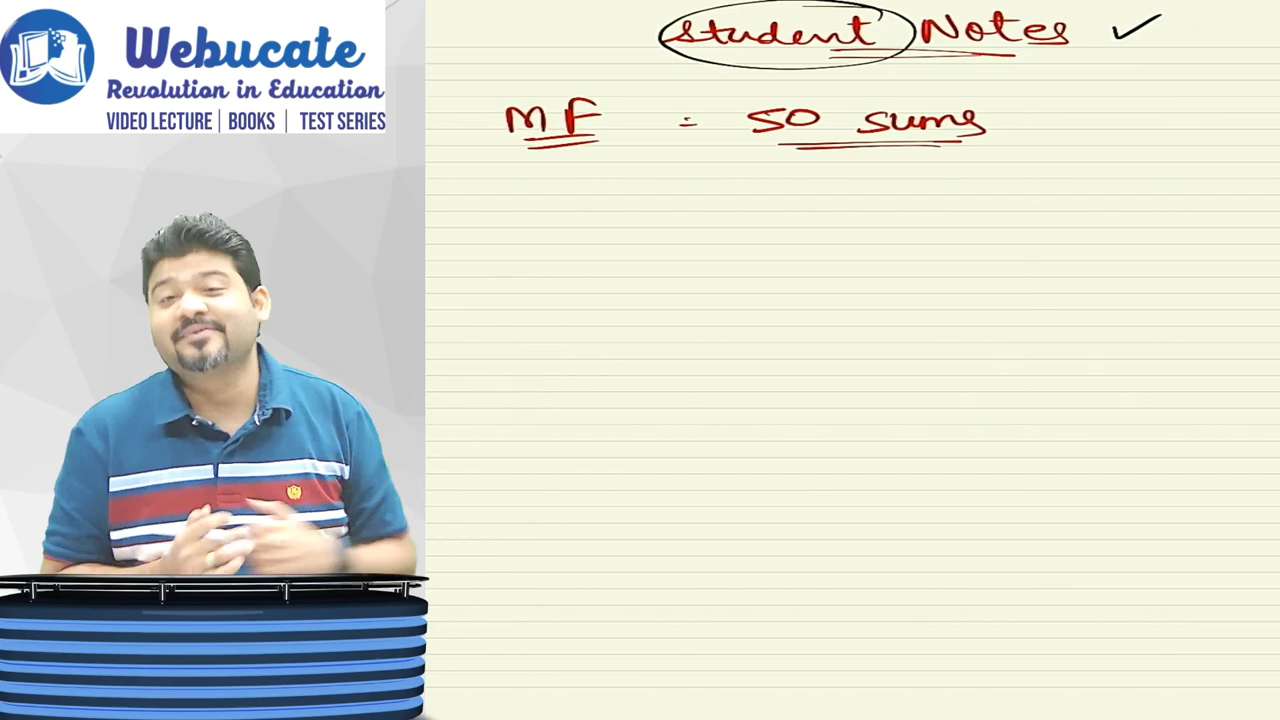 Webucate
Revolution in Education
VIDEO LECTURE | BOOKS | TEST SERIES
Student Notes ✓
MF = 50 sums